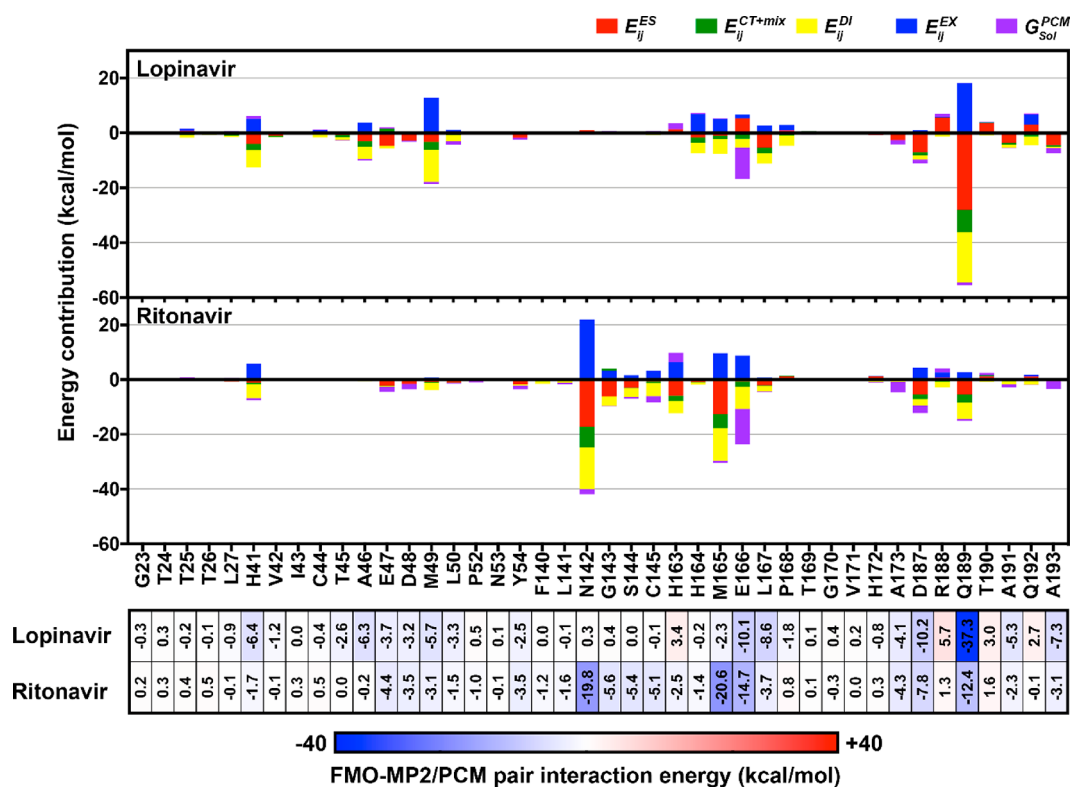 E_ij^ES E_ij^CT+mix E_ij^DI E_ij^EX G_Sol^PCM
Energy contribution (kcal/mol)
Lopinavir
20
0
-20
-40
-60
Ritonavir
20
0
-20
-40
-60
G23 T24 T25 T26 L27 H41 V42 I43 C44 T45 A46 E47 D48 M49 L50 P52 N53 Y54 F140 L141 N142 G143 S144 C145 H163 H164 M165 E166 L167 P168 T169 G170 V171 H172 A173 D187 R188 Q189 T190 A191 Q192 A193
Lopinavir -0.3 0.3 -0.2 -0.1 -0.9 -6.4 -1.2 0.0 -0.4 -2.6 -6.3 -3.7 -3.2 -5.7 -3.3 0.5 0.1 -2.5 0.0 -0.1 0.3 0.4 0.0 -0.1 3.4 -0.2 -2.3 -10.1 -8.6 -1.8 0.1 0.4 0.2 -0.8 -4.1 -10.2 5.7 -37.3 3.0 -5.3 2.7 -7.3
Ritonavir 0.2 0.3 0.4 0.5 -0.1 -1.7 -0.1 0.3 0.5 0.0 -0.2 -4.4 -3.5 -3.1 -1.5 -1.0 -0.1 -3.5 -1.2 -1.6 -19.8 -5.6 -5.4 -5.1 -2.5 -1.4 -20.6 -14.7 -3.7 0.8 0.1 -0.3 0.0 0.3 -4.3 -7.8 1.3 -12.4 1.6 -2.3 -0.1 -3.1
-40 +40
FMO-MP2/PCM pair interaction energy (kcal/mol)